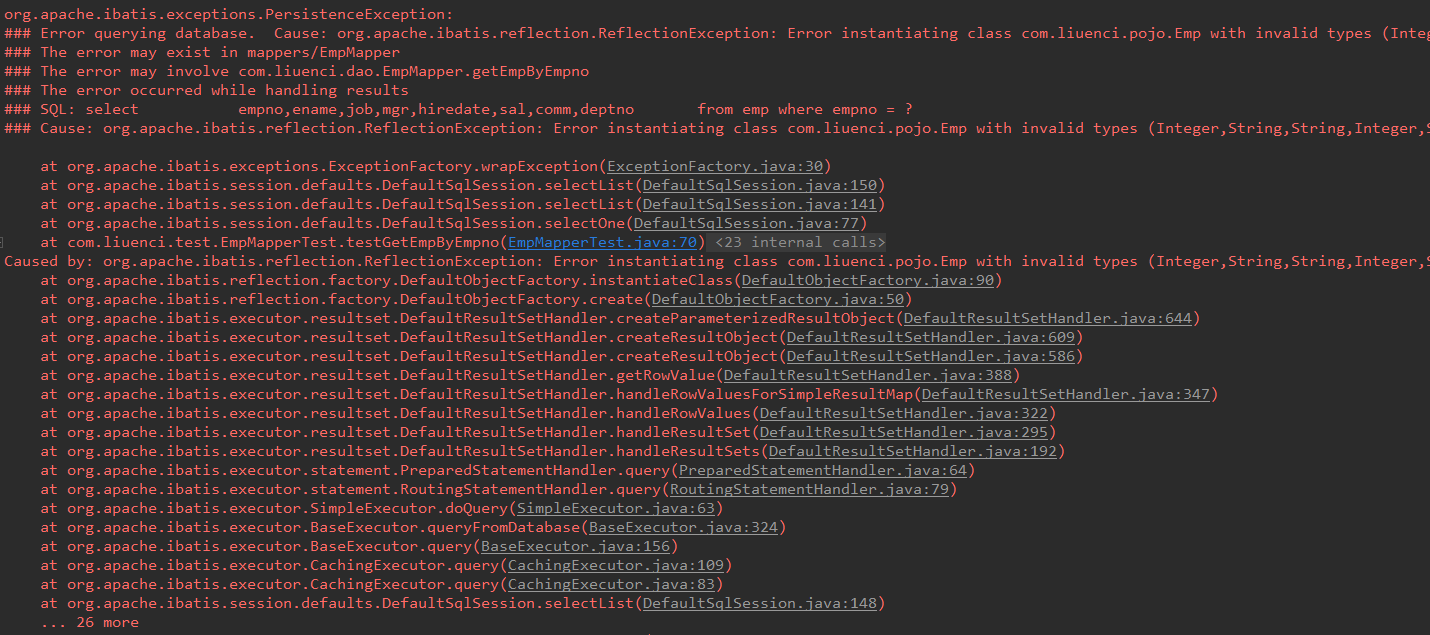 org.apache.ibatis.exceptions.PersistenceException:
### Error querying database.  Cause: org.apache.ibatis.reflection.ReflectionException: Error instantiating class com.liuenci.pojo.Emp with invalid types (Integ
### The error may exist in mappers/EmpMapper
### The error may involve com.liuenci.dao.EmpMapper.getEmpByEmpno
### The error occurred while handling results
### SQL: select           empno,ename,job,mgr,hiredate,sal,comm,deptno       from emp where empno = ?
### Cause: org.apache.ibatis.reflection.ReflectionException: Error instantiating class com.liuenci.pojo.Emp with invalid types (Integer,String,String,Integer,S
at org.apache.ibatis.exceptions.ExceptionFactory.wrapException(ExceptionFactory.java:30)
at org.apache.ibatis.session.defaults.DefaultSqlSession.selectList(DefaultSqlSession.java:150)
at org.apache.ibatis.session.defaults.DefaultSqlSession.selectList(DefaultSqlSession.java:141)
at org.apache.ibatis.session.defaults.DefaultSqlSession.selectOne(DefaultSqlSession.java:77)
at com.liuenci.test.EmpMapperTest.testGetEmpByEmpno(EmpMapperTest.java:70) <23 internal calls>
Caused by: org.apache.ibatis.reflection.ReflectionException: Error instantiating class com.liuenci.pojo.Emp with invalid types (Integer,String,String,Integer,S
at org.apache.ibatis.reflection.factory.DefaultObjectFactory.instantiateClass(DefaultObjectFactory.java:90)
at org.apache.ibatis.reflection.factory.DefaultObjectFactory.create(DefaultObjectFactory.java:50)
at org.apache.ibatis.executor.resultset.DefaultResultSetHandler.createParameterizedResultObject(DefaultResultSetHandler.java:644)
at org.apache.ibatis.executor.resultset.DefaultResultSetHandler.createResultObject(DefaultResultSetHandler.java:609)
at org.apache.ibatis.executor.resultset.DefaultResultSetHandler.createResultObject(DefaultResultSetHandler.java:586)
at org.apache.ibatis.executor.resultset.DefaultResultSetHandler.getRowValue(DefaultResultSetHandler.java:388)
at org.apache.ibatis.executor.resultset.DefaultResultSetHandler.handleRowValuesForSimpleResultMap(DefaultResultSetHandler.java:347)
at org.apache.ibatis.executor.resultset.DefaultResultSetHandler.handleRowValues(DefaultResultSetHandler.java:322)
at org.apache.ibatis.executor.resultset.DefaultResultSetHandler.handleResultSet(DefaultResultSetHandler.java:295)
at org.apache.ibatis.executor.resultset.DefaultResultSetHandler.handleResultSets(DefaultResultSetHandler.java:192)
at org.apache.ibatis.executor.statement.PreparedStatementHandler.query(PreparedStatementHandler.java:64)
at org.apache.ibatis.executor.statement.RoutingStatementHandler.query(RoutingStatementHandler.java:79)
at org.apache.ibatis.executor.SimpleExecutor.doQuery(SimpleExecutor.java:63)
at org.apache.ibatis.executor.BaseExecutor.queryFromDatabase(BaseExecutor.java:324)
at org.apache.ibatis.executor.BaseExecutor.query(BaseExecutor.java:156)
at org.apache.ibatis.executor.CachingExecutor.query(CachingExecutor.java:109)
at org.apache.ibatis.executor.CachingExecutor.query(CachingExecutor.java:83)
at org.apache.ibatis.session.defaults.DefaultSqlSession.selectList(DefaultSqlSession.java:148)
... 26 more